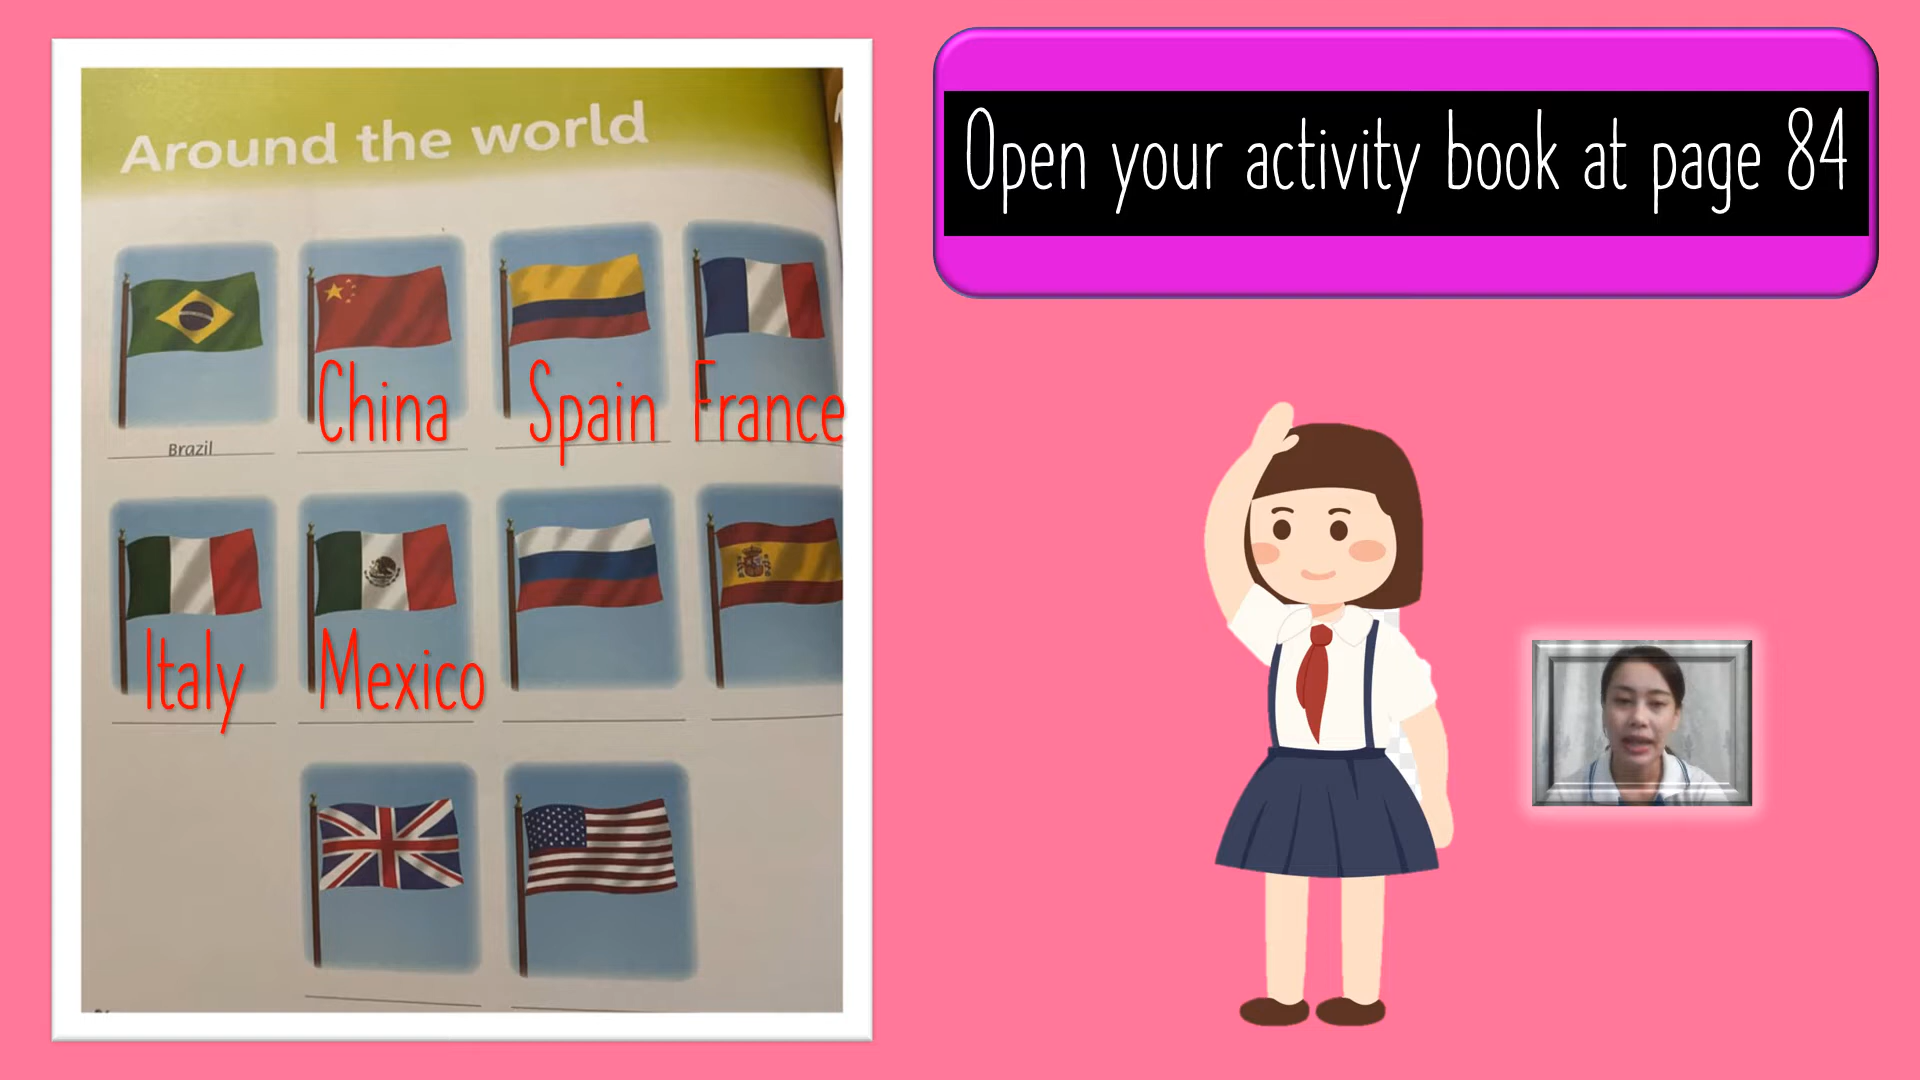 Around the world
Open your activity book at page 84
China
Spain
France
Brazil
Italy
Mexico